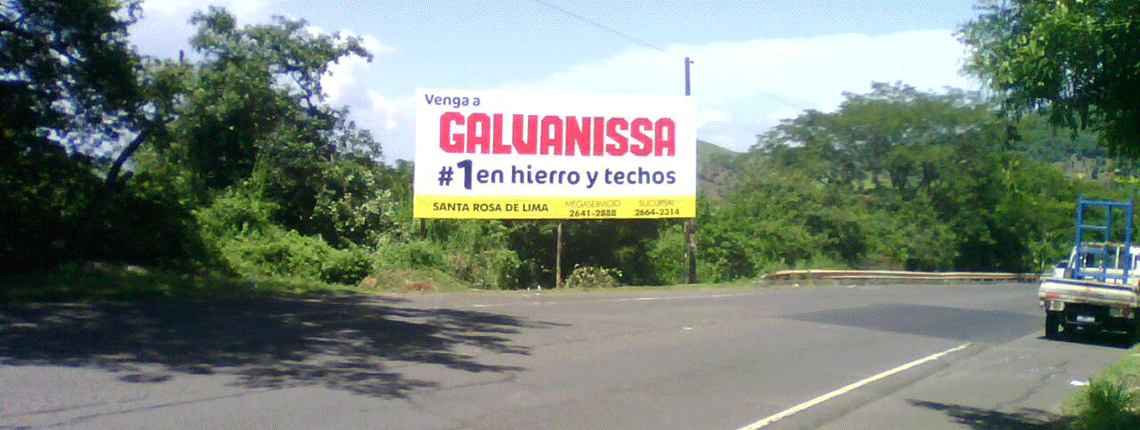 Venga a
GALVANISSA
#1 en hierro y techos
SANTA ROSA DE LIMA
MEGASERVICIO
2641-2888
SUCURSAL
2664-2314